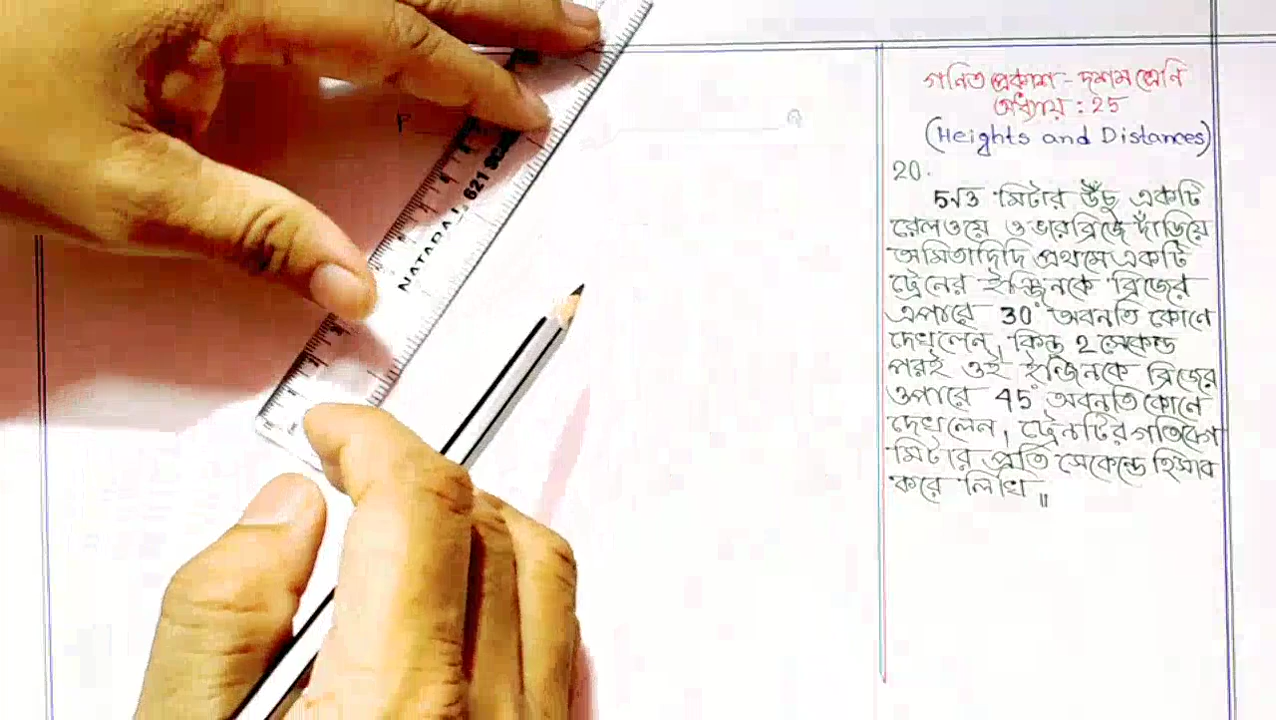 P
Q
NATARAJ 621 SC
গণিত প্রকাশ - দশম শ্রেণি
অধ্যায় : 25
(Heights and Distances)
20.
5√3 মিটার উঁচু একটি
রেলওয়ে ওভারব্রিজে দাঁড়িয়ে
অমিতাদিদি প্রথমে একটি
ট্রেনের ইঞ্জিনকে ব্রিজের
এপারে 30° অবনতি কোণে
দেখলেন। কিন্তু 2 সেকেন্ড
পরই ওই ইঞ্জিনকে ব্রিজের
ওপারে 45° অবনতি কোণে
দেখলেন। ট্রেনটির গতিবেগ
মিটার প্রতি সেকেন্ডে হিসাব
করে লিখি॥